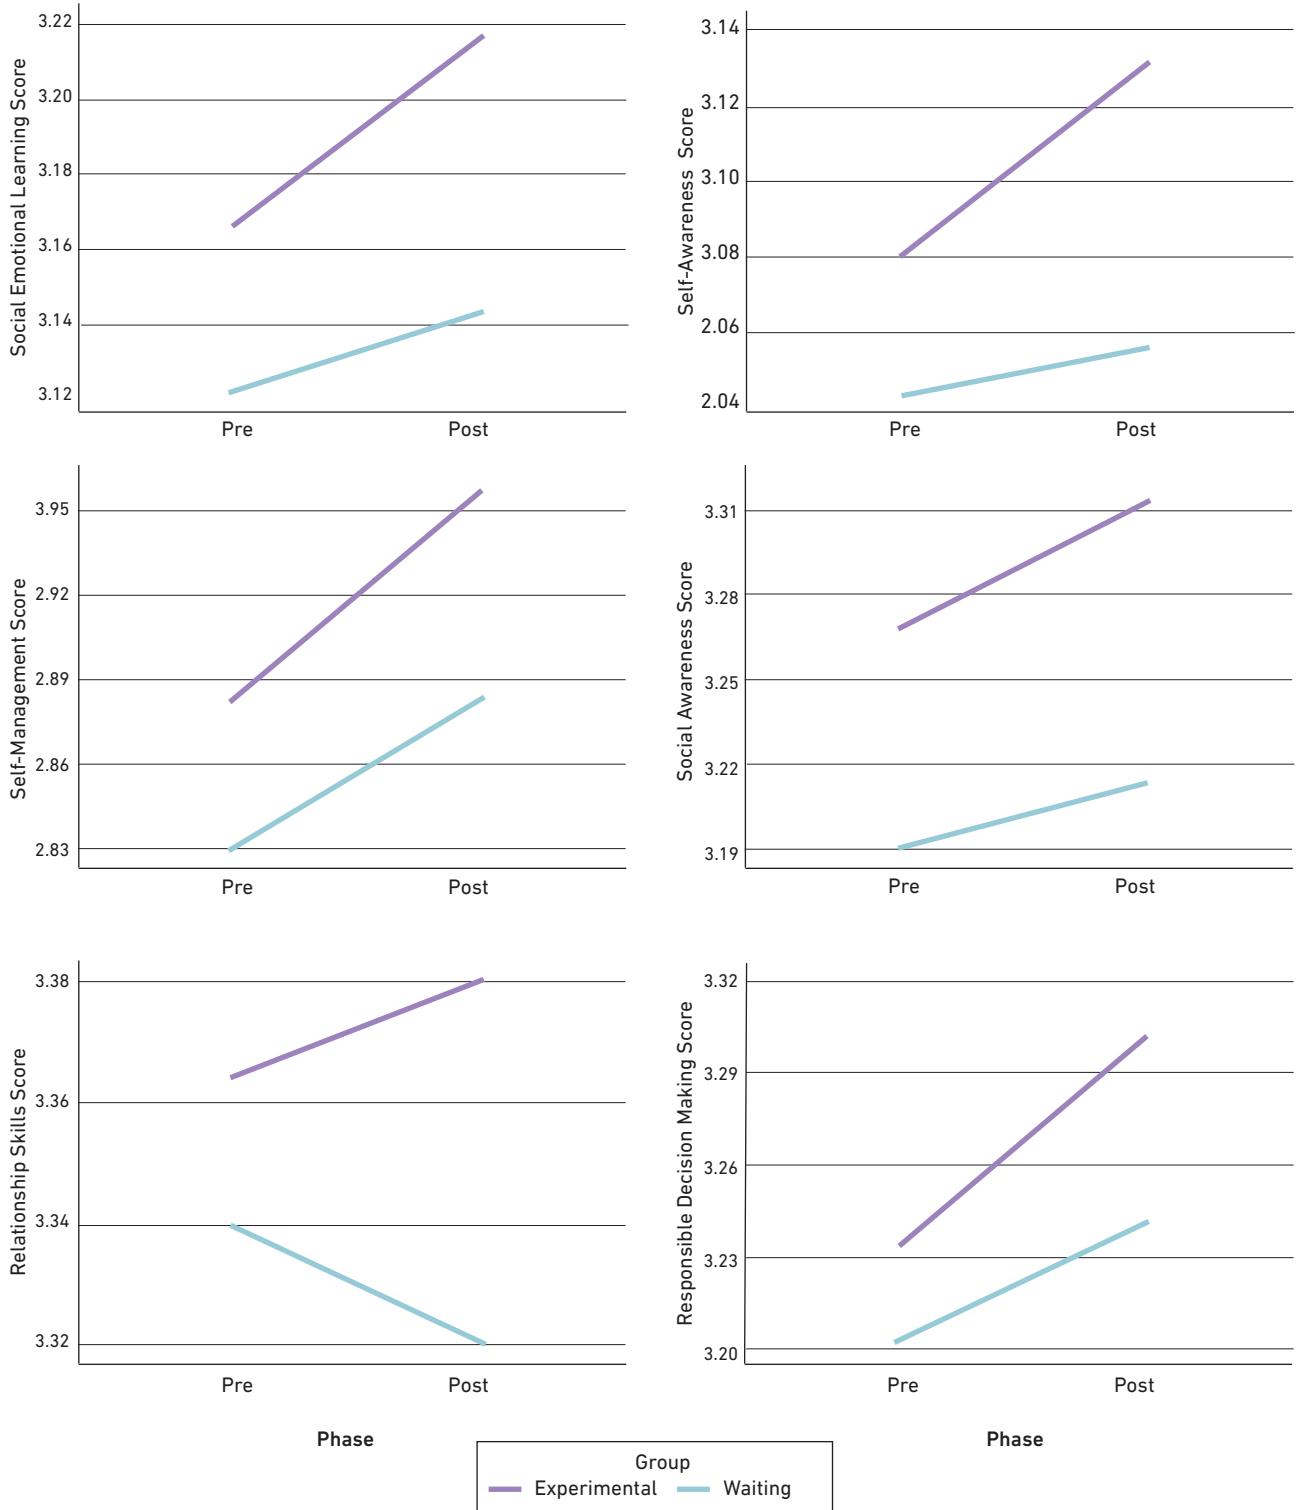 Social Emotional Learning Score
3.22
3.20
3.18
3.16
3.14
3.12
Pre Post
Self-Awareness Score
3.14
3.12
3.10
3.08
2.06
2.04
Pre Post
Self-Management Score
3.95
2.92
2.89
2.86
2.83
Pre Post
Social Awareness Score
3.31
3.28
3.25
3.22
3.19
Pre Post
Relationship Skills Score
3.38
3.36
3.34
3.32
Pre Post
Phase
Responsible Decision Making Score
3.32
3.29
3.26
3.23
3.20
Pre Post
Phase
Group
Experimental Waiting